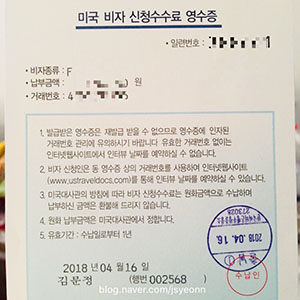 미국 비자 신청수수료 영수증
• 일련번호 :
• 비자종류 : F
• 납부금액 : 원
• 거래번호 : 4
1. 발급받은 영수증은 재발급 받을 수 없으므로 영수증에 인자된
거래번호 관리에 유의하시기 바랍니다. 유효한 거래번호 없이는
인터넷웹사이트에서 인터뷰 날짜를 예약하실 수 없습니다.
2. 비자 신청인은 동 영수증 상의 거래번호를 사용하여 인터넷웹사이트
(www.ustraveldocs.com)를 통해 인터뷰 날짜를 예약하실 수 있습니다.
3. 미국대사관의 방침에 따라 비자 신청수수료는 원화금액으로 수납하며
납부하신 금액은 환불해 드리지 않습니다.
4. 원화 납부금액은 미국대사관에서 정합니다.
5. 유효기간 : 수납일로부터 1년
273028
2018.04.16
수납인
2018 년 04 월 16 일
김문정 (행번 002568 )
blog.naver.com/jsyeonn